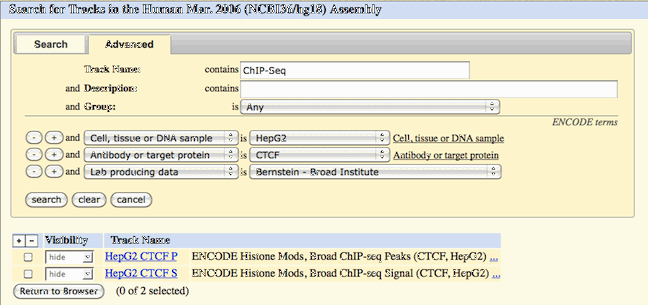 Search for Tracks in the Human Mar. 2006 (NCBI36/hg18) Assembly
Search Advanced
Track Name: contains ChIP-Seq
and Description: contains
and Group: is Any
ENCODE terms
- + and Cell, tissue or DNA sample is HepG2 Cell, tissue or DNA sample
- + and Antibody or target protein is CTCF Antibody or target protein
- + and Lab producing data is Bernstein - Broad Institute
search clear cancel
+ - Visibility Track Name
hide HepG2 CTCF P ENCODE Histone Mods, Broad ChIP-seq Peaks (CTCF, HepG2) ...
hide HepG2 CTCF S ENCODE Histone Mods, Broad ChIP-seq Signal (CTCF, HepG2) ...
Return to Browser (0 of 2 selected)